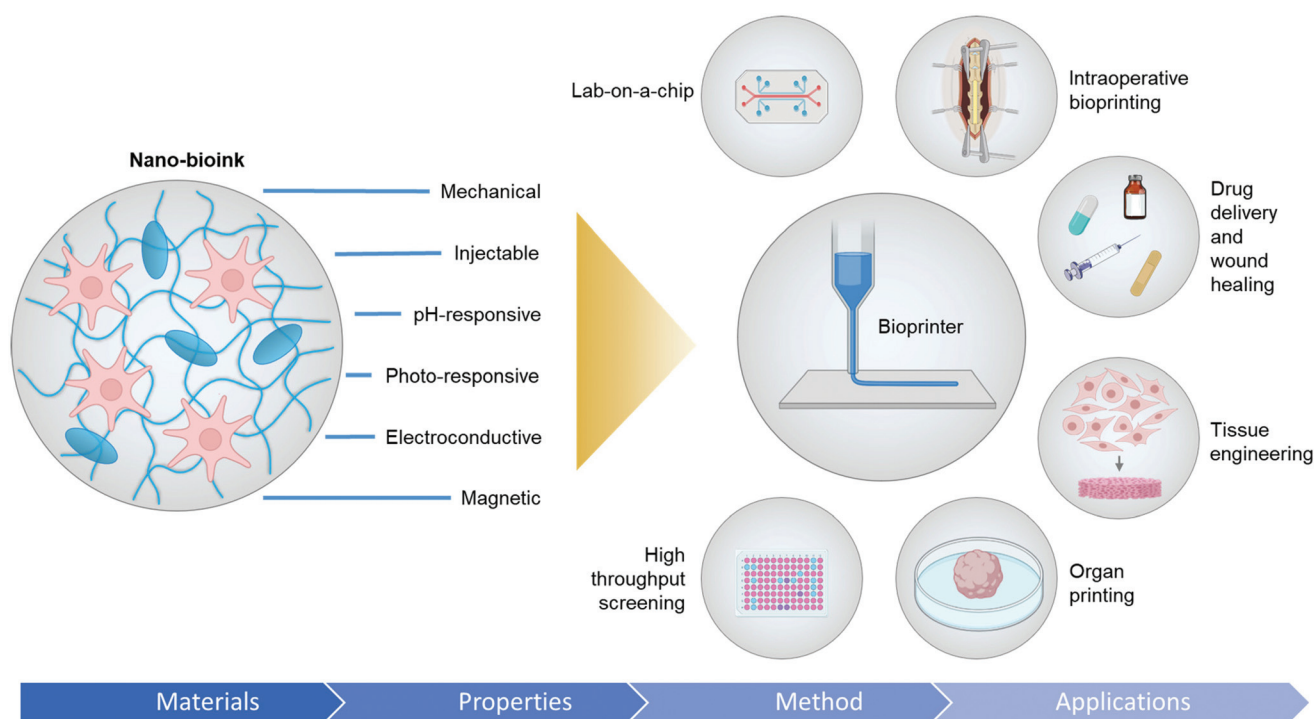 Nano-bioink
Mechanical
Injectable
pH-responsive
Photo-responsive
Electroconductive
Magnetic
Lab-on-a-chip
Intraoperative
bioprinting
Drug
delivery
and
wound
healing
Bioprinter
Tissue
engineering
High
throughput
screening
Organ
printing
Materials
Properties
Method
Applications